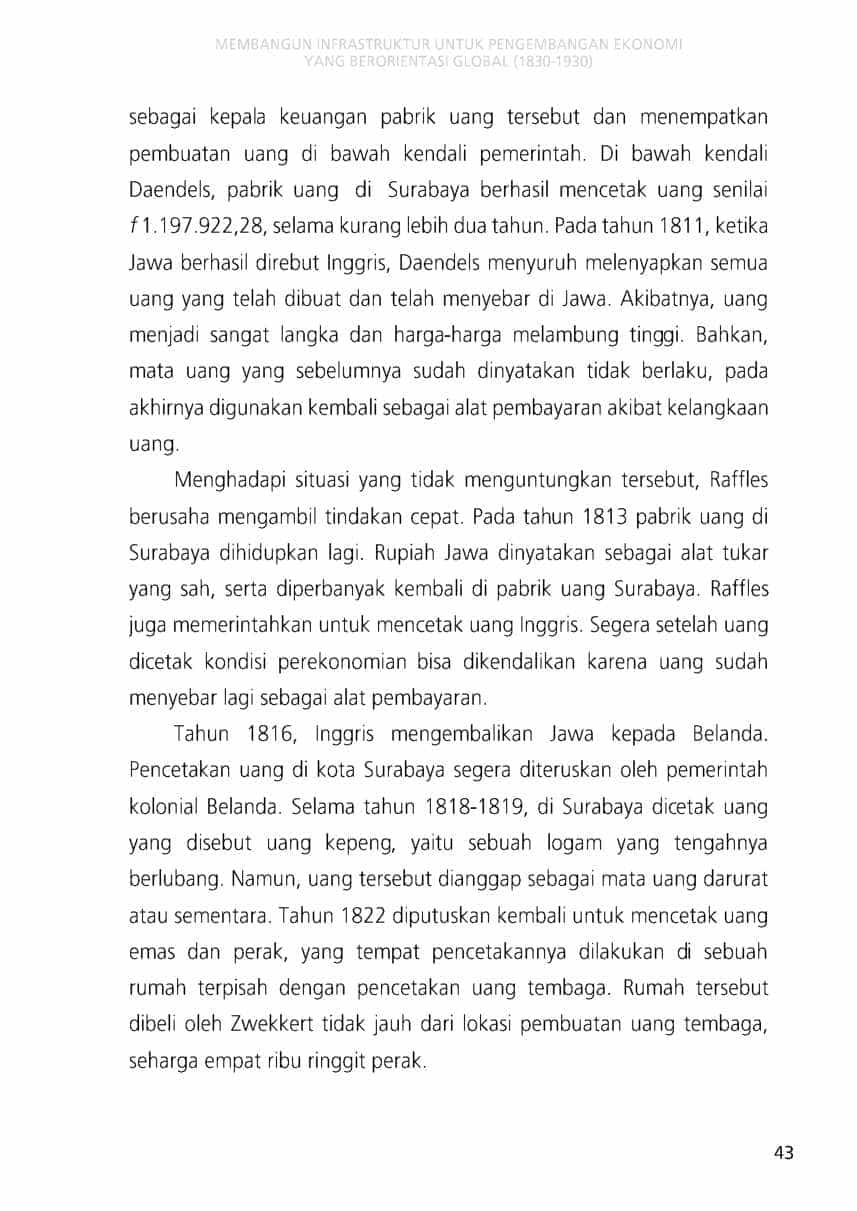 MEMBANGUN INFRASTRUKTUR UNTUK PENGEMBANGAN EKONOMI
YANG BERORIENTASI GLOBAL (1830-1930)
sebagai kepala keuangan pabrik uang tersebut dan menempatkan
pembuatan uang di bawah kendali pemerintah. Di bawah kendali
Daendels, pabrik uang di Surabaya berhasil mencetak uang senilai
f 1.197.922,28, selama kurang lebih dua tahun. Pada tahun 1811, ketika
Jawa berhasil direbut Inggris, Daendels menyuruh melenyapkan semua
uang yang telah dibuat dan telah menyebar di Jawa. Akibatnya, uang
menjadi sangat langka dan harga-harga melambung tinggi. Bahkan,
mata uang yang sebelumnya sudah dinyatakan tidak berlaku, pada
akhirnya digunakan kembali sebagai alat pembayaran akibat kelangkaan
uang.
Menghadapi situasi yang tidak menguntungkan tersebut, Raffles
berusaha mengambil tindakan cepat. Pada tahun 1813 pabrik uang di
Surabaya dihidupkan lagi. Rupiah Jawa dinyatakan sebagai alat tukar
yang sah, serta diperbanyak kembali di pabrik uang Surabaya. Raffles
juga memerintahkan untuk mencetak uang Inggris. Segera setelah uang
dicetak kondisi perekonomian bisa dikendalikan karena uang sudah
menyebar lagi sebagai alat pembayaran.
Tahun 1816, Inggris mengembalikan Jawa kepada Belanda.
Pencetakan uang di kota Surabaya segera diteruskan oleh pemerintah
kolonial Belanda. Selama tahun 1818-1819, di Surabaya dicetak uang
yang disebut uang kepeng, yaitu sebuah logam yang tengahnya
berlubang. Namun, uang tersebut dianggap sebagai mata uang darurat
atau sementara. Tahun 1822 diputuskan kembali untuk mencetak uang
emas dan perak, yang tempat pencetakannya dilakukan di sebuah
rumah terpisah dengan pencetakan uang tembaga. Rumah tersebut
dibeli oleh Zwekkert tidak jauh dari lokasi pembuatan uang tembaga,
seharga empat ribu ringgit perak.
43